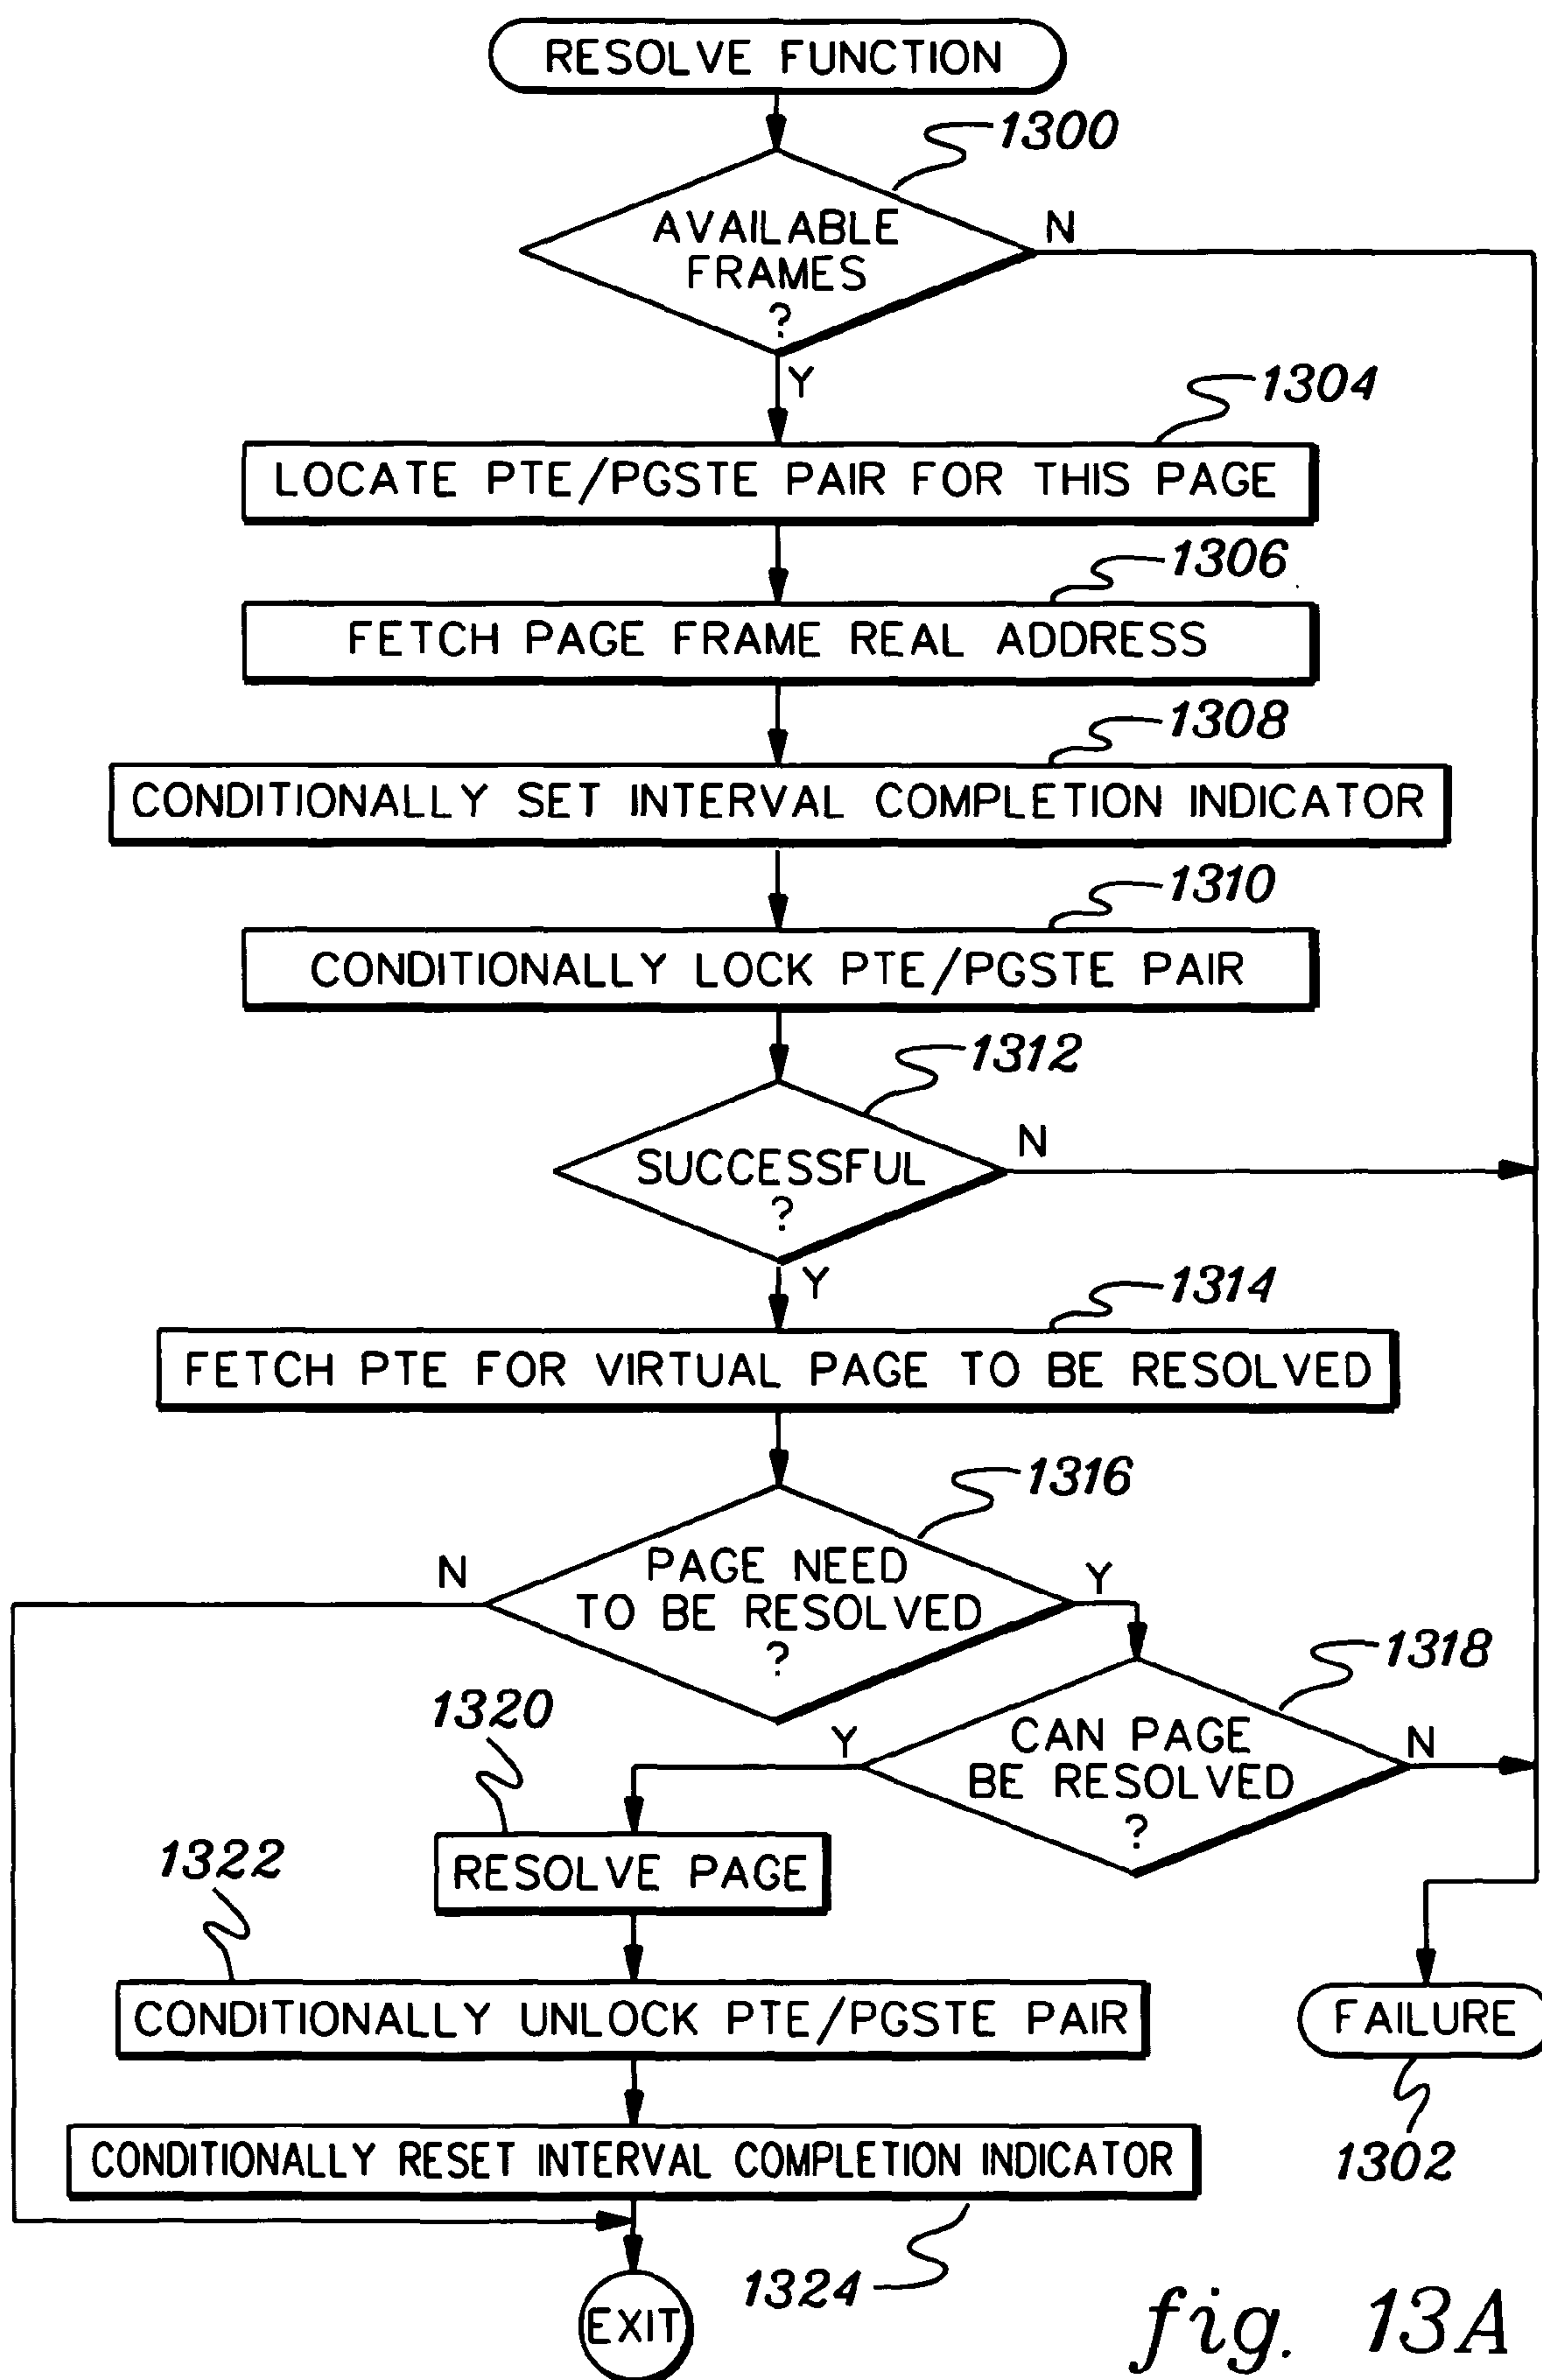 RESOLVE FUNCTION
1300
AVAILABLE
FRAMES
?
N
Y
1304
LOCATE PTE/PGSTE PAIR FOR THIS PAGE
1306
FETCH PAGE FRAME REAL ADDRESS
1308
CONDITIONALLY SET INTERVAL COMPLETION INDICATOR
1310
CONDITIONALLY LOCK PTE/PGSTE PAIR
1312
SUCCESSFUL
?
N
Y
1314
FETCH PTE FOR VIRTUAL PAGE TO BE RESOLVED
1316
N
PAGE NEED
TO BE RESOLVED
?
Y
1318
CAN PAGE
BE RESOLVED
?
Y
N
1320
RESOLVE PAGE
1322
CONDITIONALLY UNLOCK PTE/PGSTE PAIR
FAILURE
1302
CONDITIONALLY RESET INTERVAL COMPLETION INDICATOR
1324
EXIT
fig. 13A